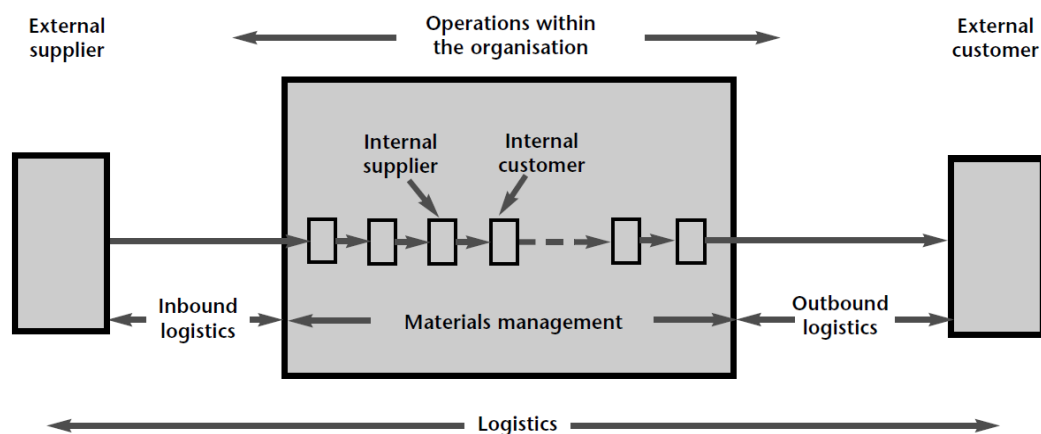 External
supplier
Operations within
the organisation
External
customer
Internal
supplier
Internal
customer
Inbound
logistics
Materials management
Outbound
logistics
Logistics